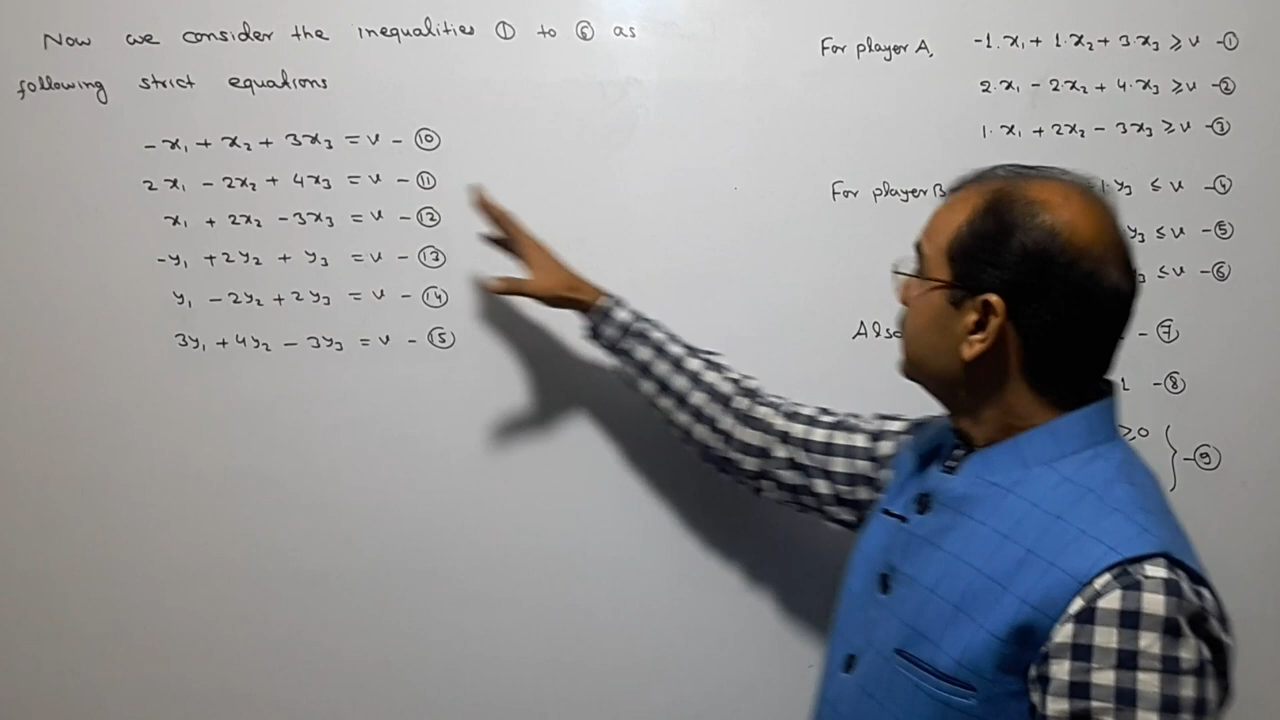 Now we consider the inequalities ① to ⑥ as
following strict equations
-x₁ + x₂ + 3x₃ = v - ⑩
2x₁ - 2x₂ + 4x₃ = v - ⑪
x₁ + 2x₂ - 3x₃ = v - ⑫
-y₁ + 2y₂ + y₃ = v - ⑬
y₁ - 2y₂ + 2y₃ = v - ⑭
3y₁ + 4y₂ - 3y₃ = v - ⑮
For player A, -1·x₁ + 1·x₂ + 3·x₃ ≥ v - ①
2·x₁ - 2·x₂ + 4·x₃ ≥ v - ②
1·x₁ + 2x₂ - 3x₃ ≥ v - ③
For player B 1·y₃ ≤ v - ④
y₃ ≤ v - ⑤
≤ v - ⑥
Also - ⑦
1 - ⑧
≥0 } - ⑨